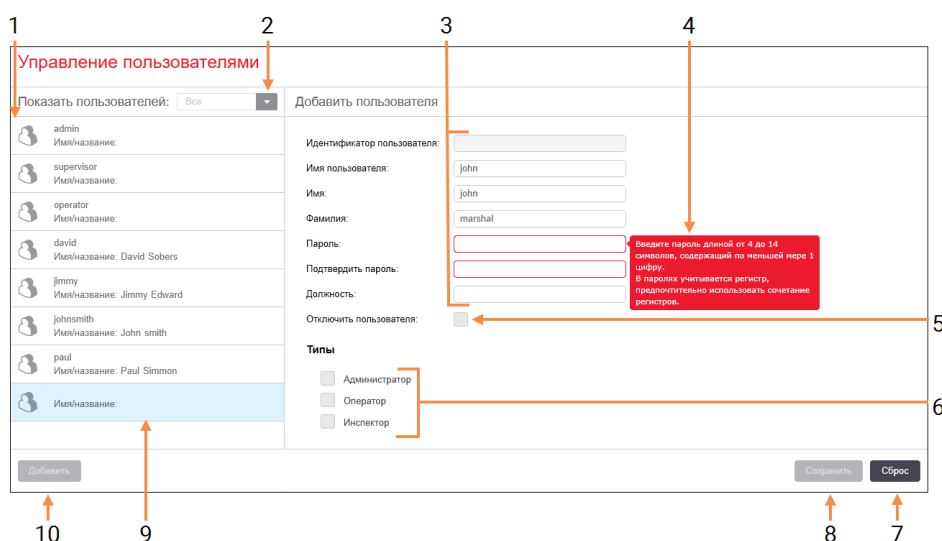 1 2 3 4
Управление пользователями
Показать пользователей: Все
Добавить пользователя
admin
Имя/название:
supervisor
Имя/название:
operator
Имя/название:
david
Имя/название: David Sobers
jimmy
Имя/название: Jimmy Edward
johnsmith
Имя/название: John smith
paul
Имя/название: Paul Simmon
Имя/название:
Идентификатор пользователя:
Имя пользователя: john
Имя: john
Фамилия: marshal
Пароль:
Подтвердить пароль:
Должность:
Отключить пользователя:
Введите пароль длиной от 4 до 14
символов, содержащий по меньшей мере 1
цифру.
В паролях учитывается регистр,
предпочтительно использовать сочетание
регистров.
5
Типы
Администратор
Оператор
Инспектор
6
Добавить
Сохранить
Сброс
10 9 8 7